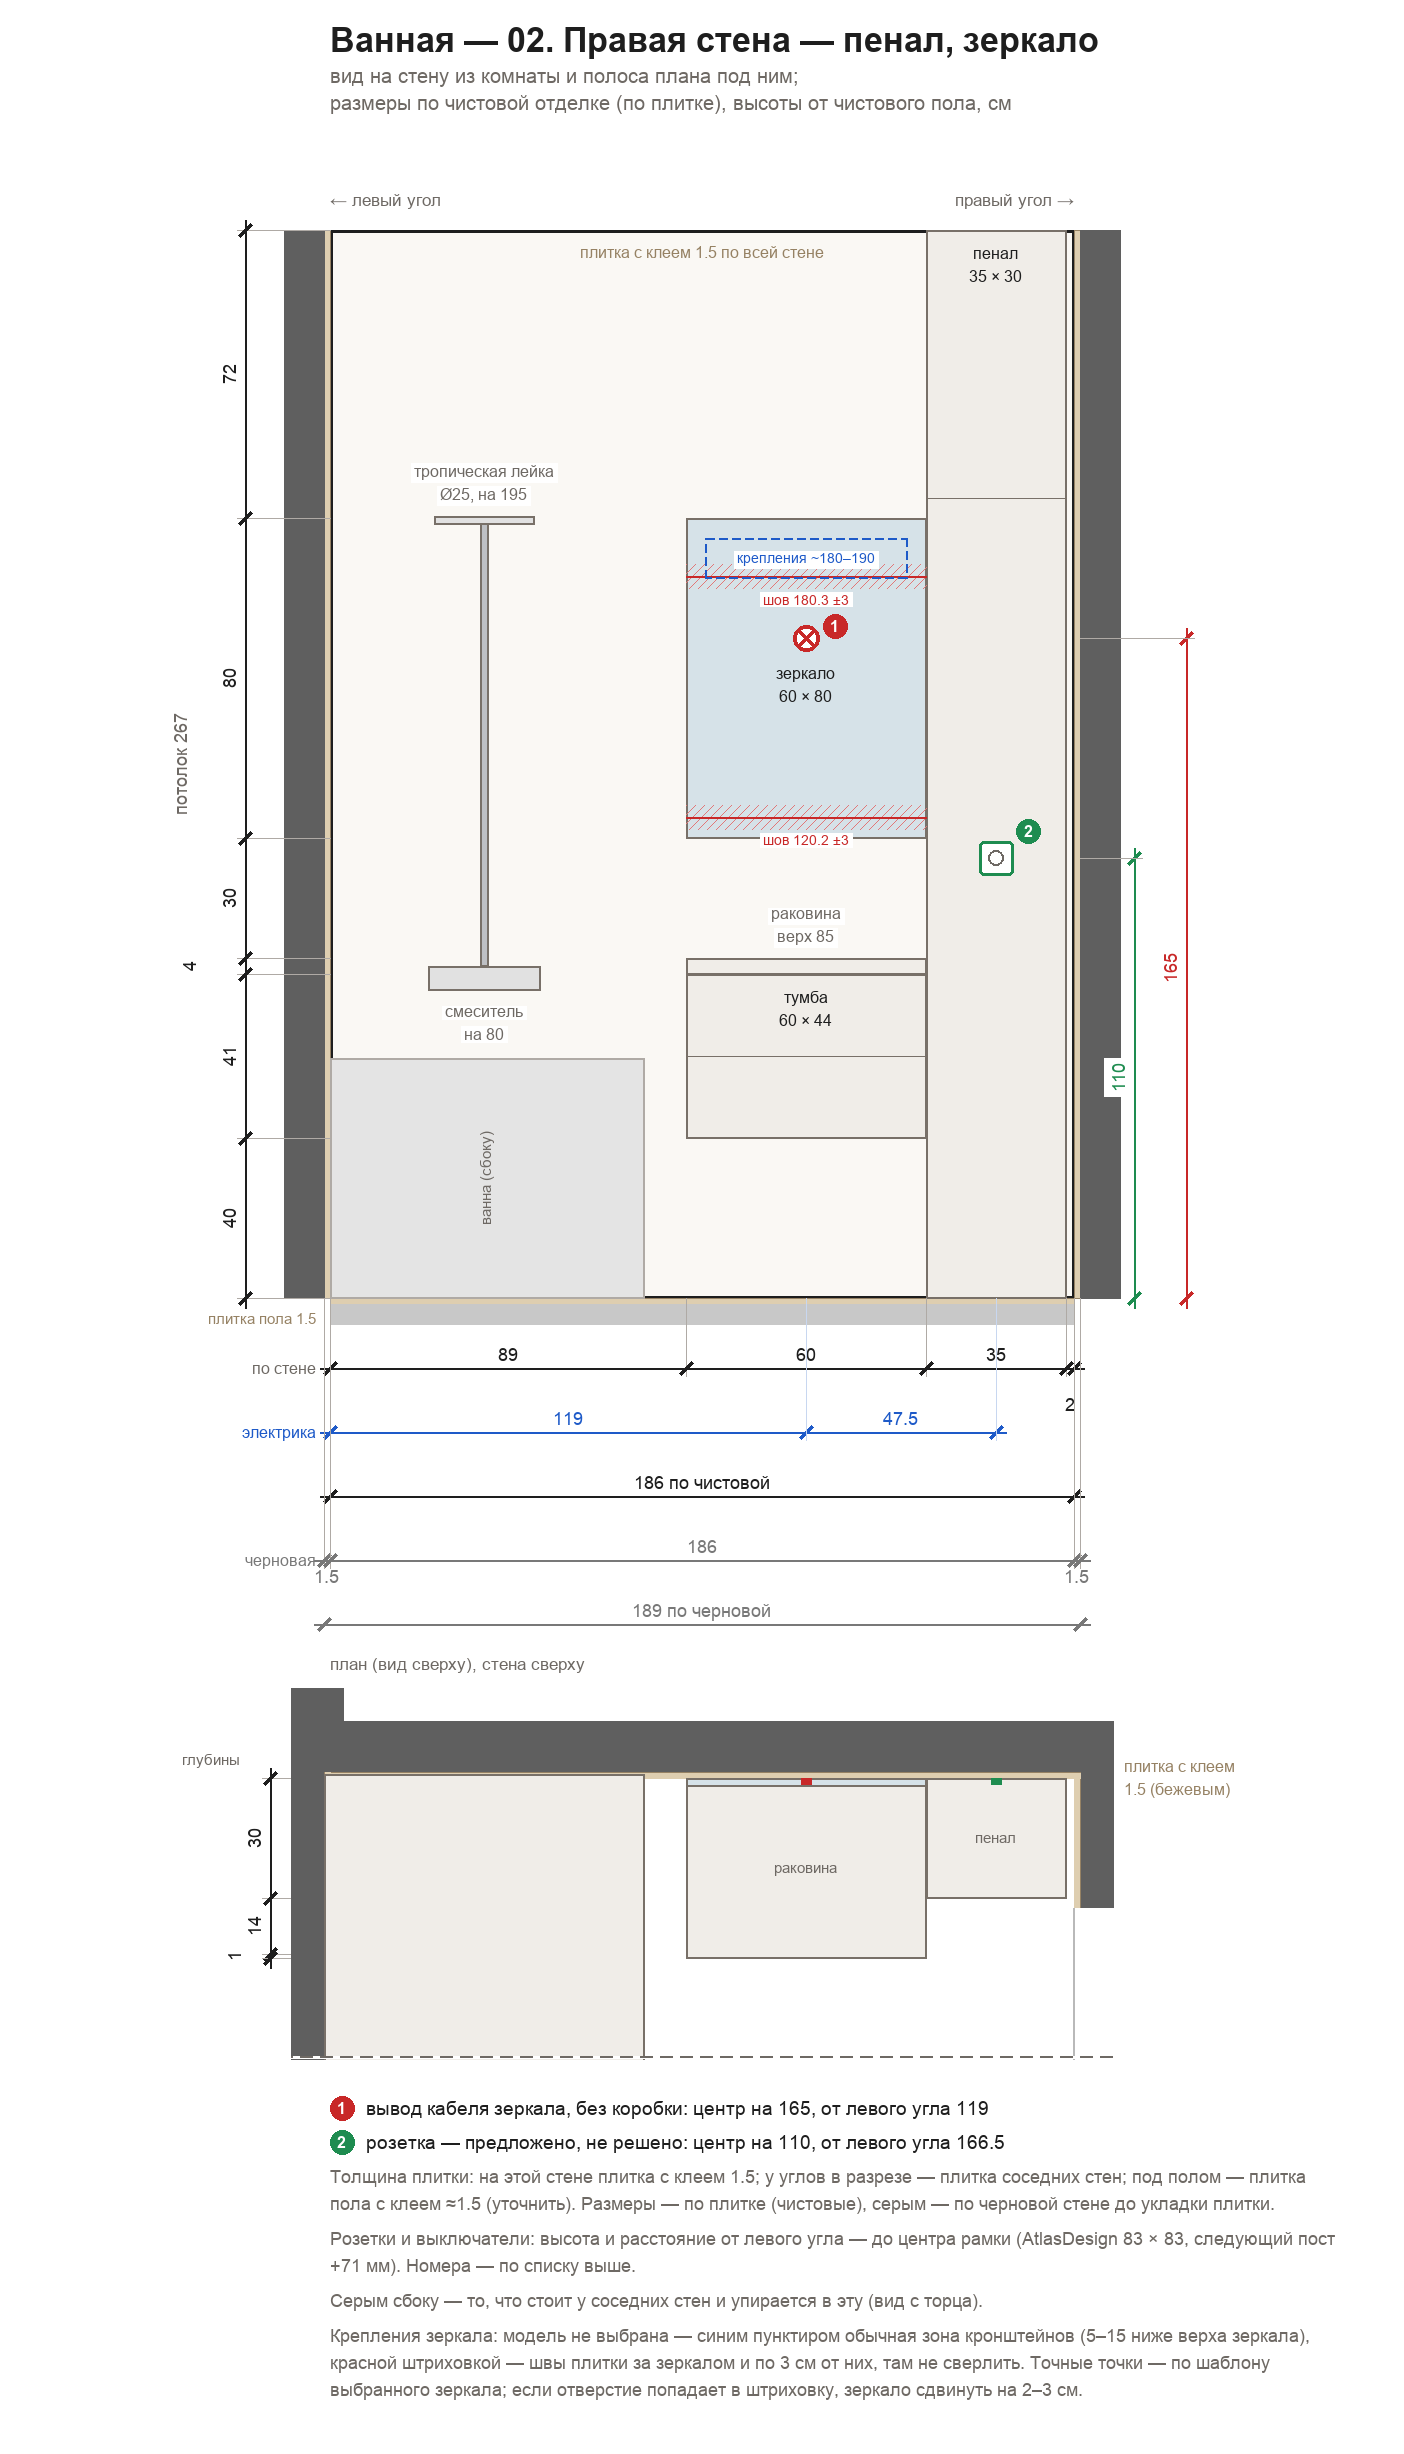 Ванная — 02. Правая стена — пенал, зеркало
вид на стену из комнаты и полоса плана под ним;
размеры по чистовой отделке (по плитке), высоты от чистового пола, см
← левый угол
правый угол →
плитка с клеем 1.5 по всей стене
пенал
35 × 30
72
тропическая лейка
Ø25, на 195
крепления ~180–190
шов 180.3 ±3
1
зеркало
60 × 80
80
потолок 267
шов 120.2 ±3
2
30
раковина
верх 85
4
165
тумба
60 × 44
смеситель
на 80
41
110
ванна (сбоку)
40
плитка пола 1.5
по стене
89
60
35
2
электрика
119
47.5
186 по чистовой
черновая
186
1.5
1.5
189 по черновой
план (вид сверху), стена сверху
глубины
плитка с клеем
1.5 (бежевым)
30
пенал
раковина
14
1
1 вывод кабеля зеркала, без коробки: центр на 165, от левого угла 119
2 розетка — предложено, не решено: центр на 110, от левого угла 166.5
Толщина плитки: на этой стене плитка с клеем 1.5; у углов в разрезе — плитка соседних стен; под полом — плитка
пола с клеем ≈1.5 (уточнить). Размеры — по плитке (чистовые), серым — по черновой стене до укладки плитки.
Розетки и выключатели: высота и расстояние от левого угла — до центра рамки (AtlasDesign 83 × 83, следующий пост
+71 мм). Номера — по списку выше.
Серым сбоку — то, что стоит у соседних стен и упирается в эту (вид с торца).
Крепления зеркала: модель не выбрана — синим пунктиром обычная зона кронштейнов (5–15 ниже верха зеркала),
красной штриховкой — швы плитки за зеркалом и по 3 см от них, там не сверлить. Точные точки — по шаблону
выбранного зеркала; если отверстие попадает в штриховку, зеркало сдвинуть на 2–3 см.